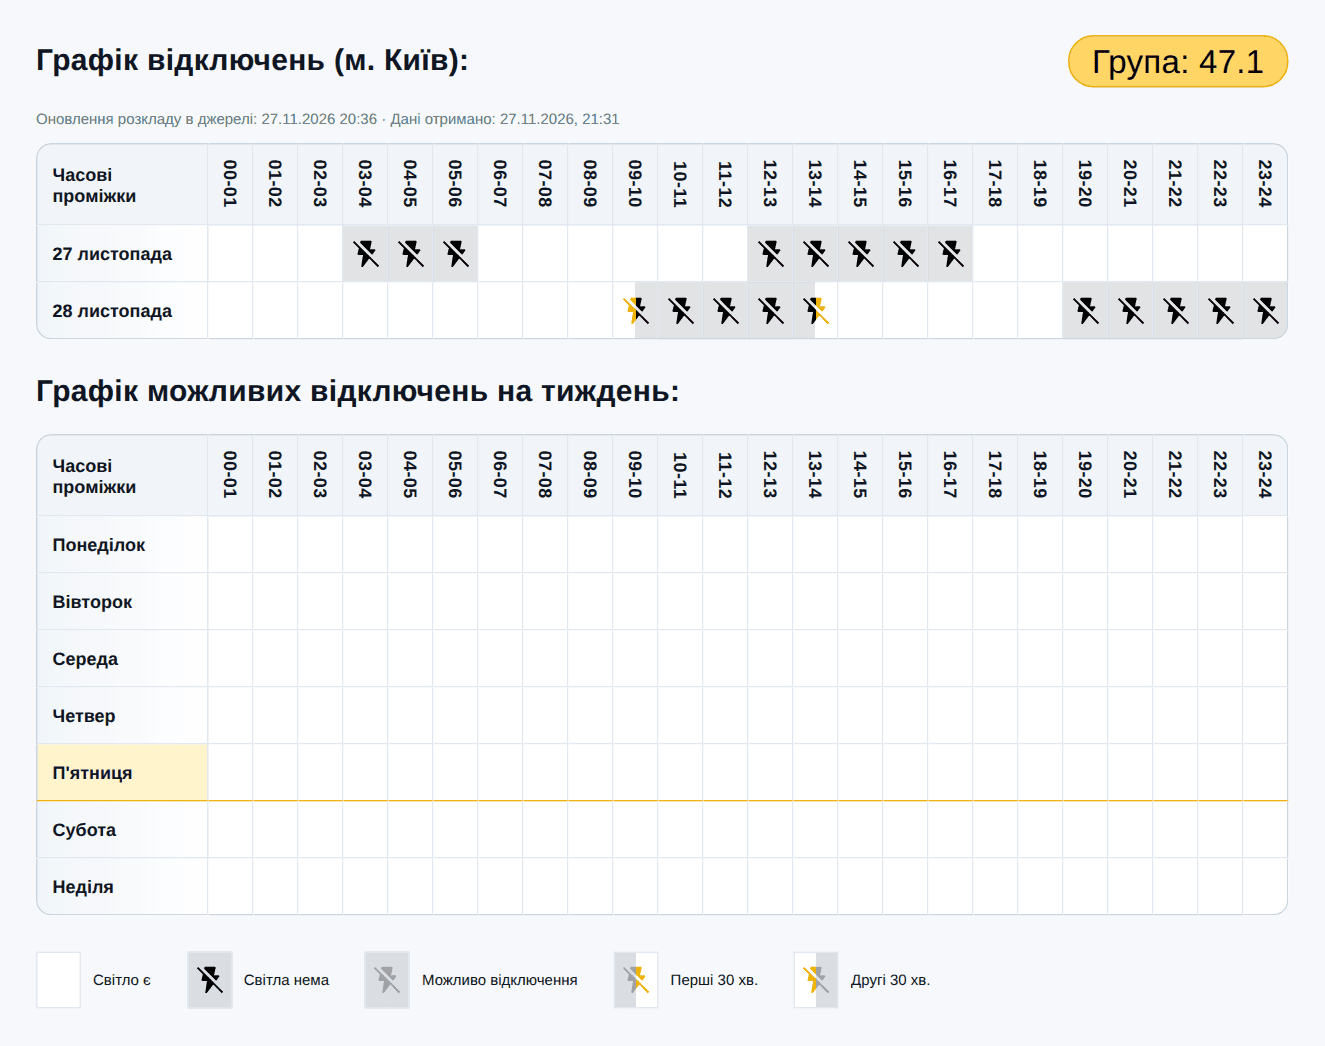 Графік відключень (м. Київ):
Група: 47.1
Оновлення розкладу в джерелі: 27.11.2026 20:36 · Дані отримано: 27.11.2026, 21:31
Часові
проміжки
00-01 01-02 02-03 03-04 04-05 05-06 06-07 07-08 08-09 09-10 10-11 11-12 12-13 13-14 14-15 15-16 16-17 17-18 18-19 19-20 20-21 21-22 22-23 23-24
27 листопада
28 листопада
Графік можливих відключень на тиждень:
Часові
проміжки
00-01 01-02 02-03 03-04 04-05 05-06 06-07 07-08 08-09 09-10 10-11 11-12 12-13 13-14 14-15 15-16 16-17 17-18 18-19 19-20 20-21 21-22 22-23 23-24
Понеділок
Вівторок
Середа
Четвер
П'ятниця
Субота
Неділя
Світло є
Світла нема
Можливо відключення
Перші 30 хв.
Другі 30 хв.